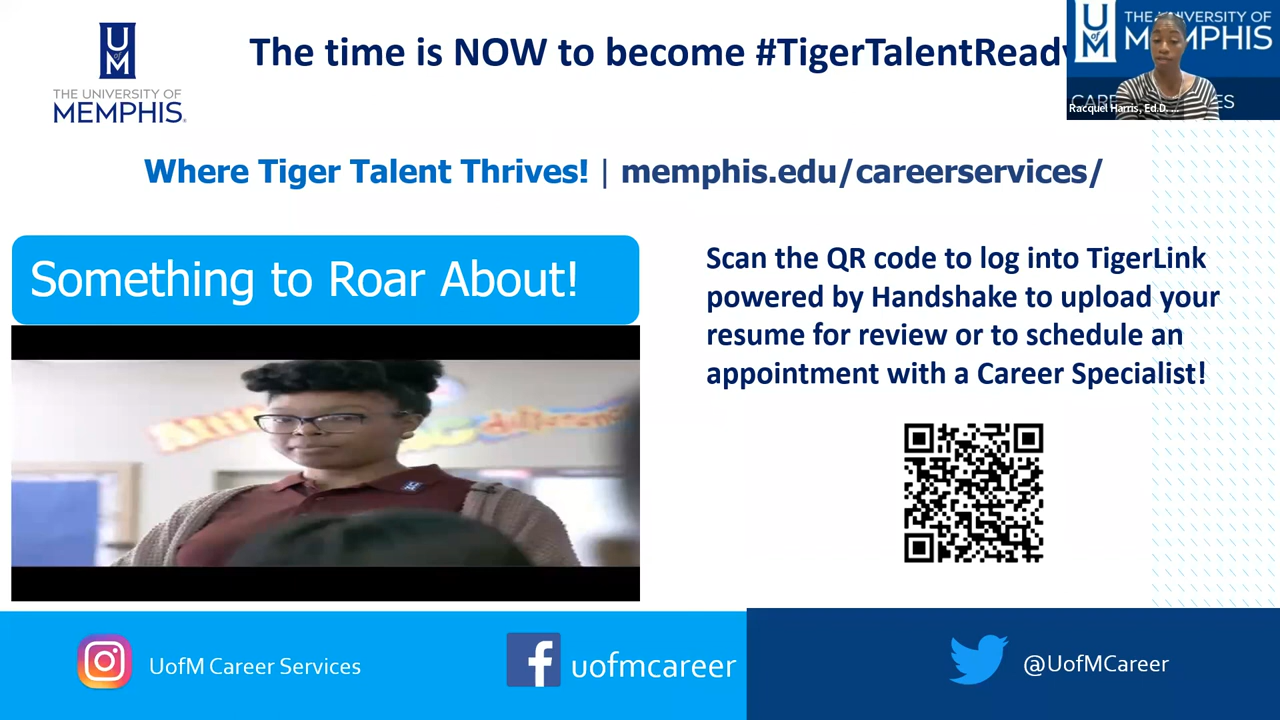 The time is NOW to become #TigerTalentReady
U of M
THE UNIVERSITY OF
MEMPHIS
THE UNIVERSITY OF
MEMPHIS
Racquel Harris, Ed.D. ...
Where Tiger Talent Thrives! | memphis.edu/careerservices/
Something to Roar About!
Scan the QR code to log into TigerLink
powered by Handshake to upload your
resume for review or to schedule an
appointment with a Career Specialist!
UofM Career Services
uofmcareer
@UofMCareer